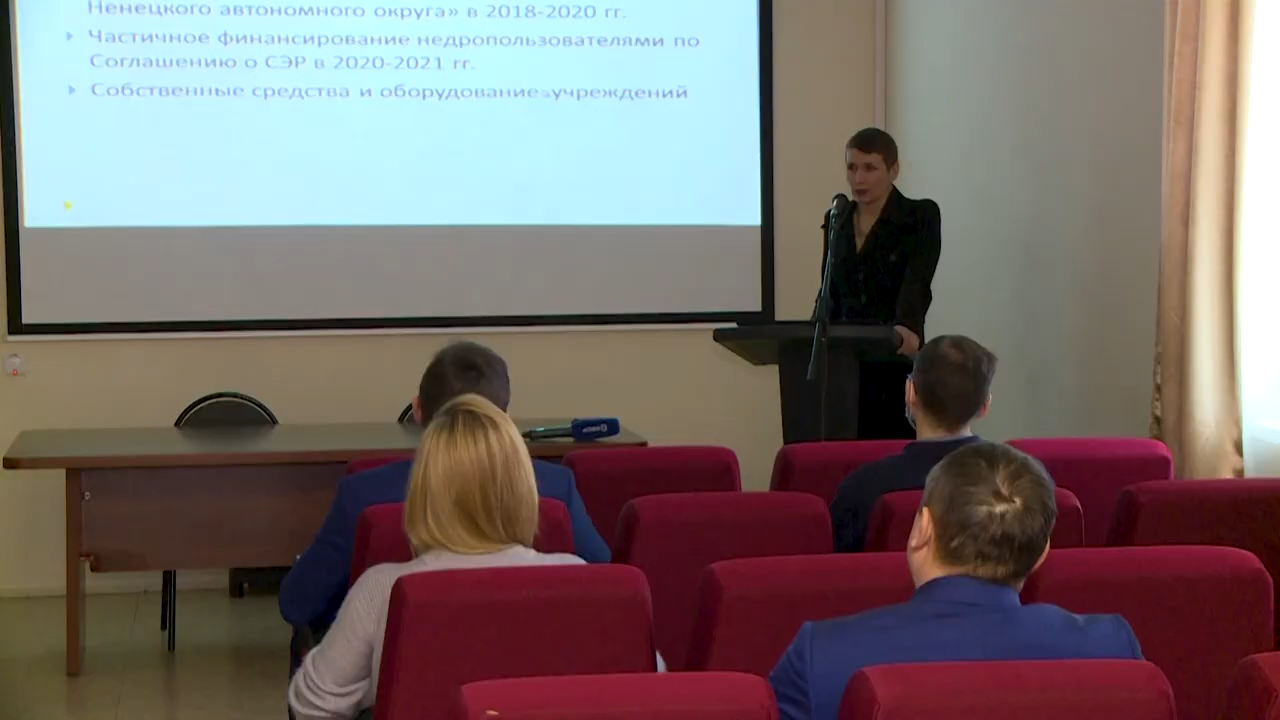 Ненецкого автономного округа» в 2018-2020 гг.
Частичное финансирование недропользователями по
Соглашению о СЭР в 2020-2021 гг.
Собственные средства и оборудование учреждений